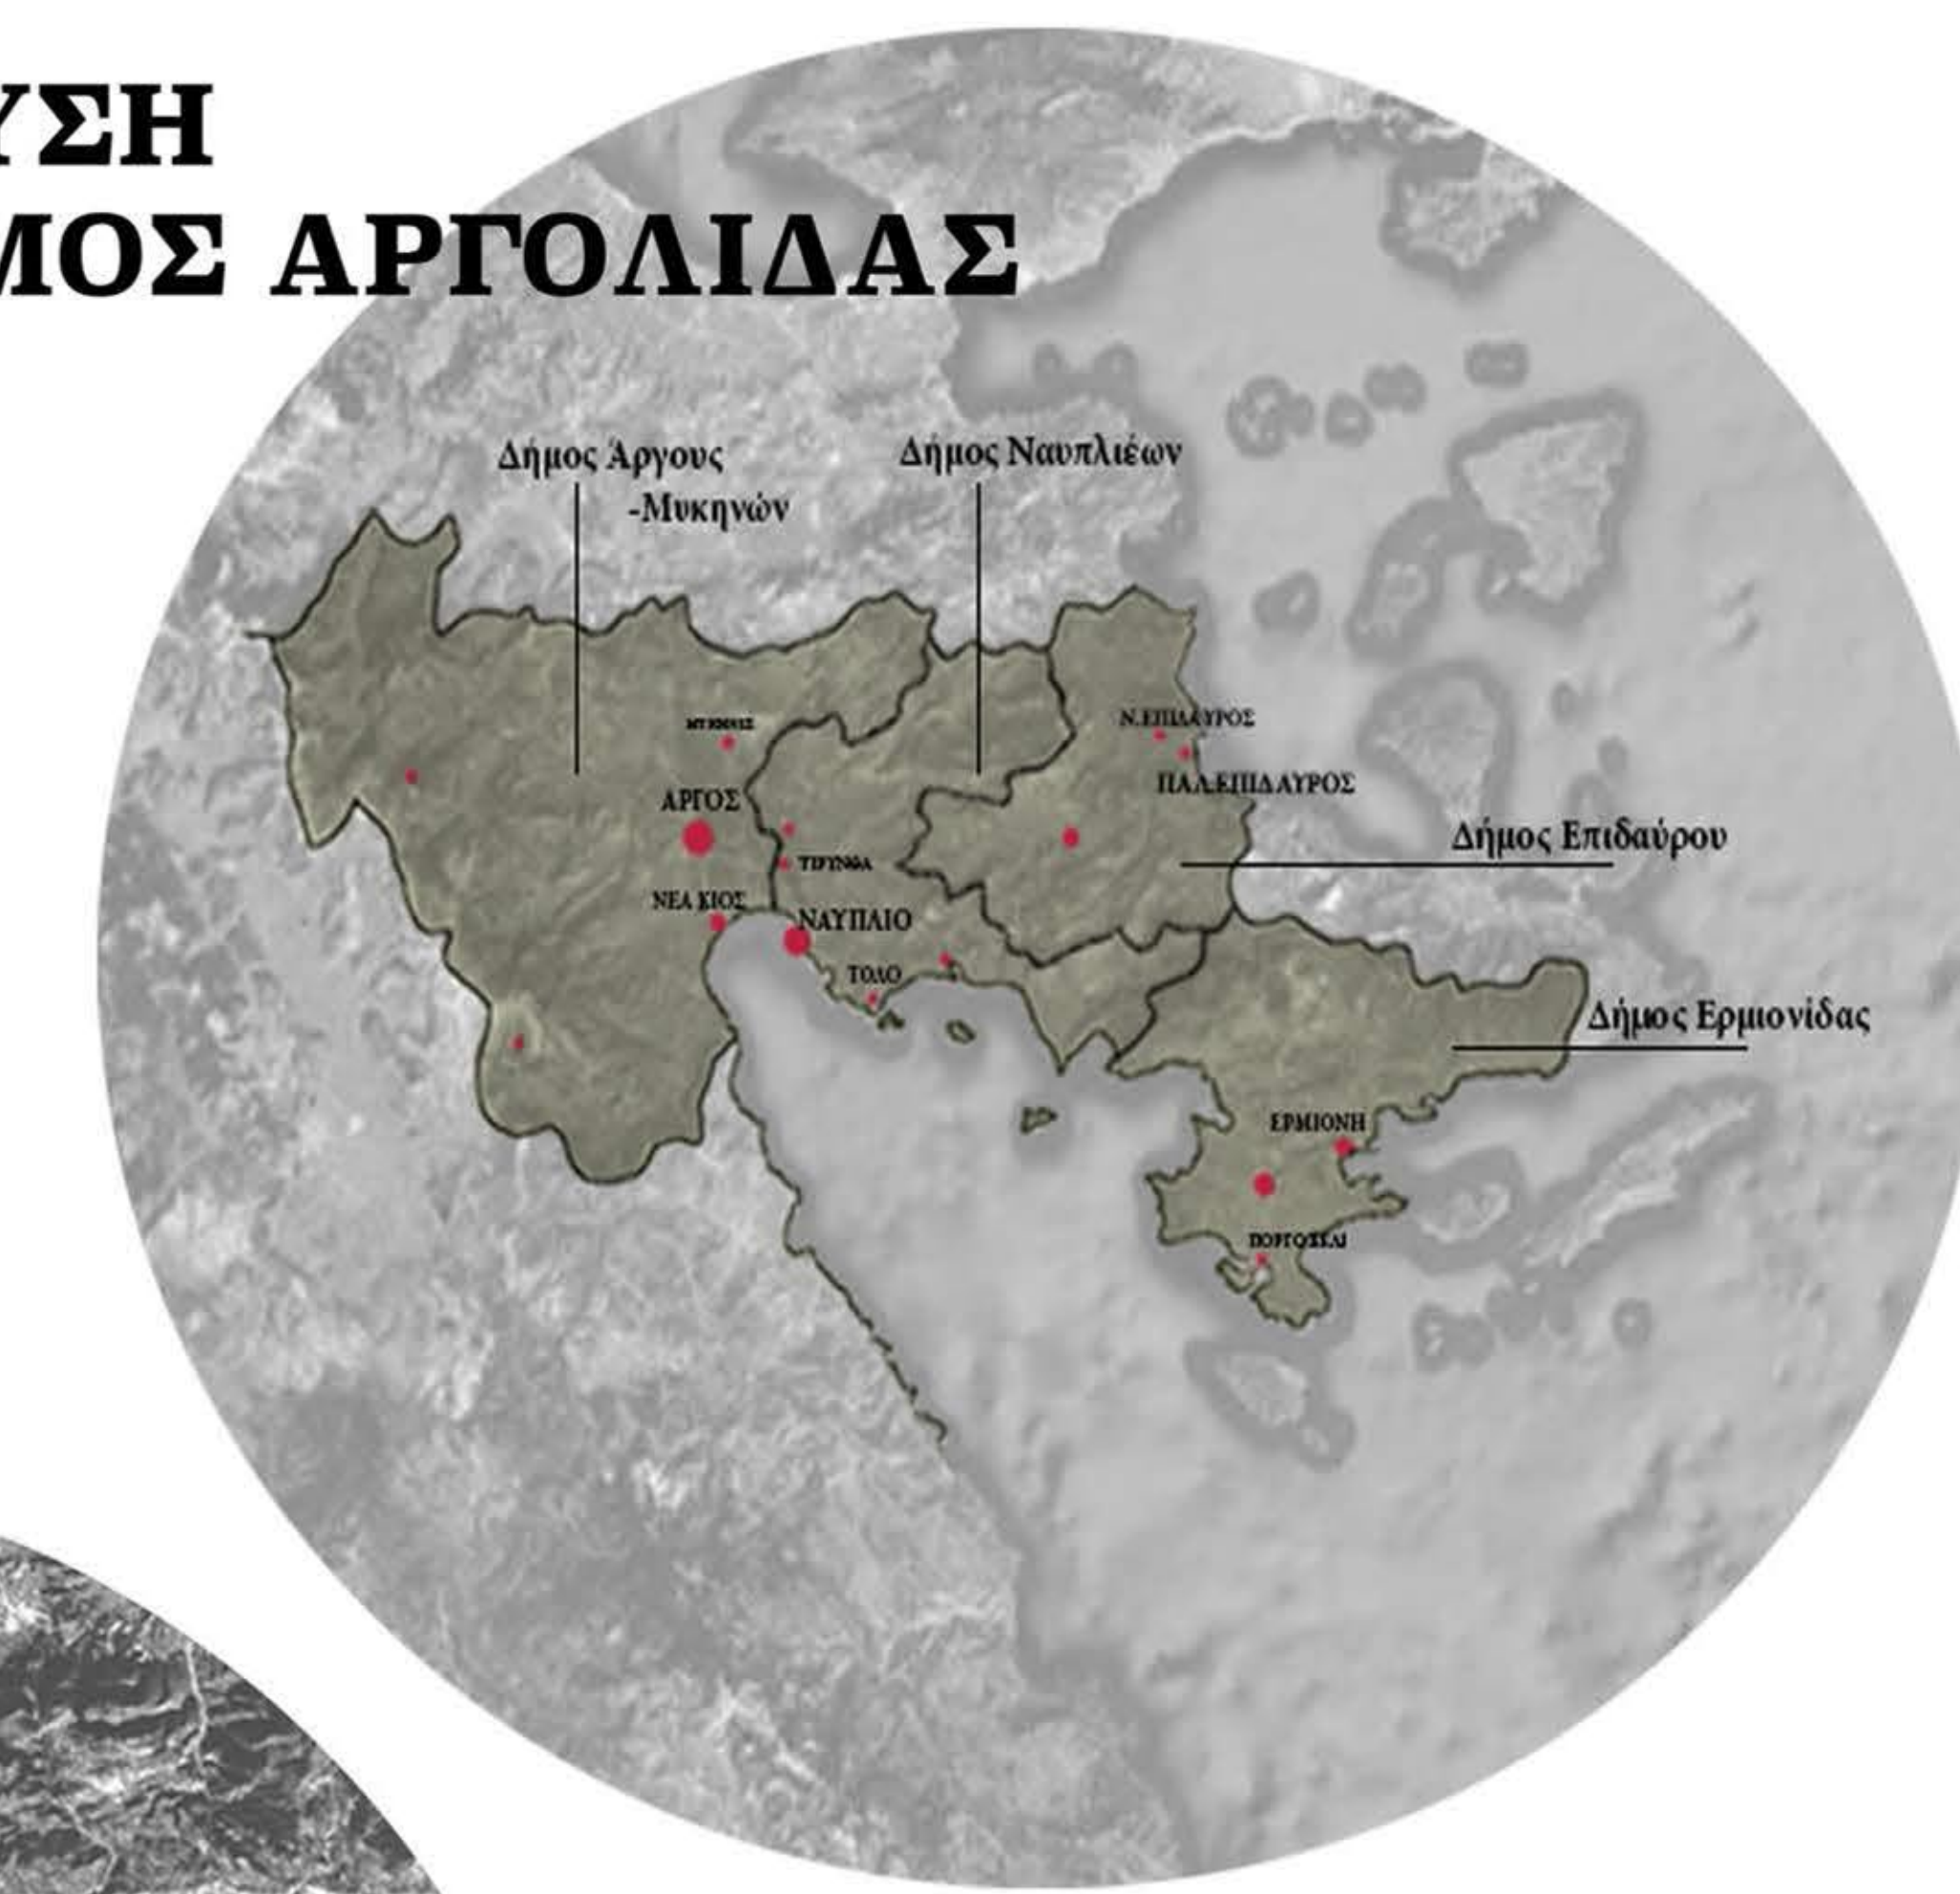 ΥΣΗ
ΜΟΣ ΑΡΓΟΛΙΔΑΣ
Δήμος Άργους
-Μυκηνών
Δήμος Ναυπλιέων
Ν.ΕΠΙΔΑΥΡΟΣ
ΠΑΛ.ΕΠΙΔΑΥΡΟΣ
ΑΡΓΟΣ
Δήμος Επιδαύρου
ΤΙΡΥΝΘΑ
ΝΕΑ ΚΙΟΣ
ΝΑΥΠΛΙΟ
ΤΟΛΟ
Δήμος Ερμιονίδας
ΕΡΜΙΟΝΗ